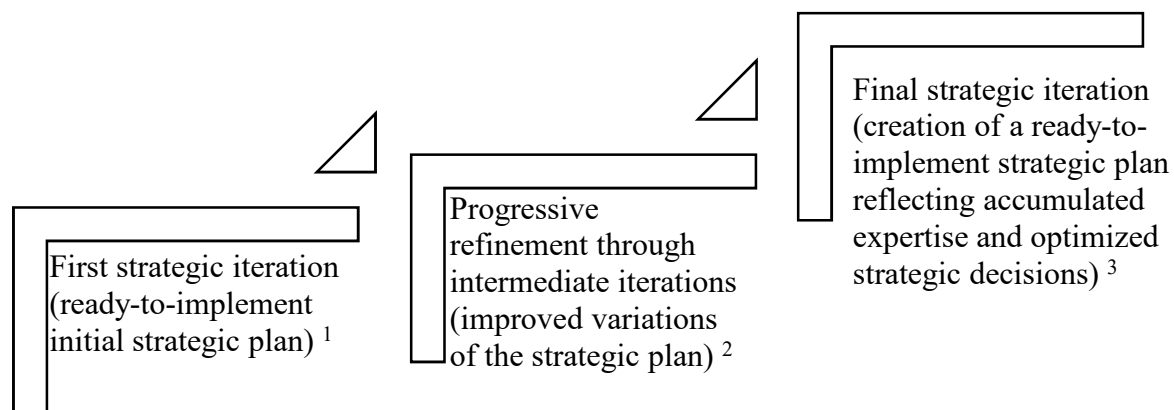 First strategic iteration
(ready-to-implement
initial strategic plan) ¹
Progressive
refinement through
intermediate iterations
(improved variations
of the strategic plan) ²
Final strategic iteration
(creation of a ready-to-
implement strategic plan
reflecting accumulated
expertise and optimized
strategic decisions) ³